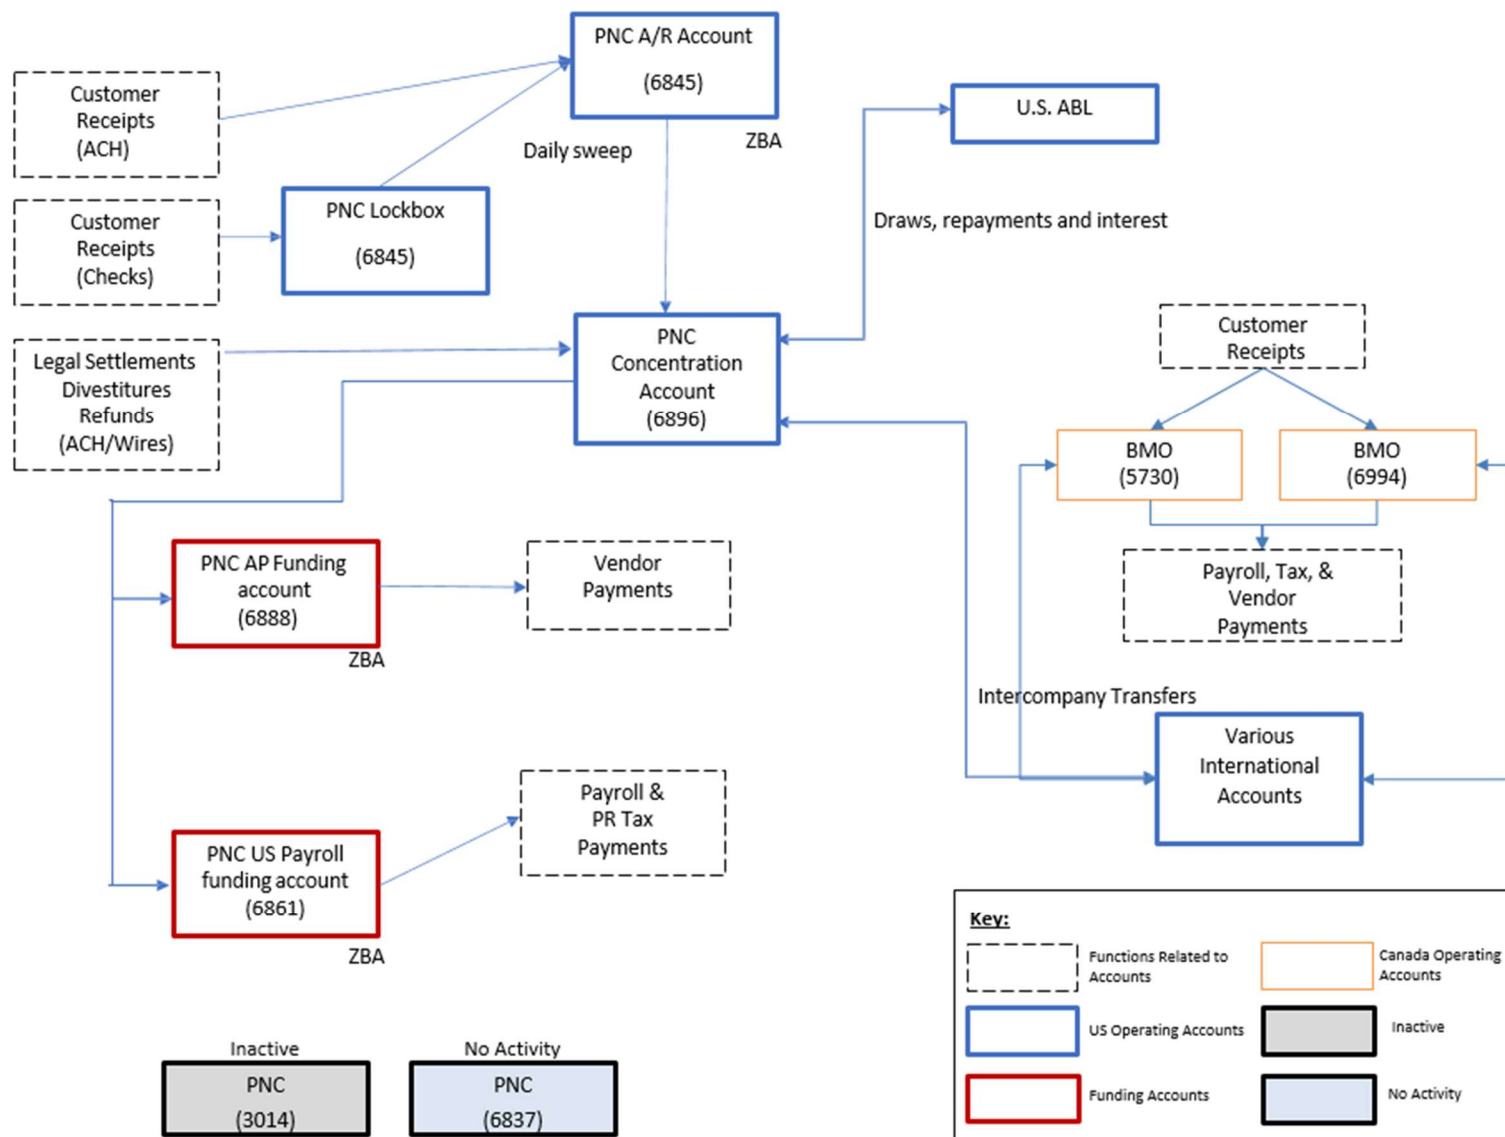 PNC A/R Account
(6845)
ZBA
Customer
Receipts
(ACH)
Daily sweep
U.S. ABL
Customer
Receipts
(Checks)
PNC Lockbox
(6845)
Draws, repayments and interest
Legal Settlements
Divestitures
Refunds
(ACH/Wires)
PNC
Concentration
Account
(6896)
Customer
Receipts
BMO
(5730)
BMO
(6994)
Payroll, Tax, &
Vendor
Payments
PNC AP Funding
account
(6888)
ZBA
Vendor
Payments
Intercompany Transfers
Various
International
Accounts
PNC US Payroll
funding account
(6861)
ZBA
Payroll &
PR Tax
Payments
Inactive
PNC
(3014)
No Activity
PNC
(6837)
Key:
Functions Related to
Accounts
Canada Operating
Accounts
US Operating Accounts
Inactive
Funding Accounts
No Activity